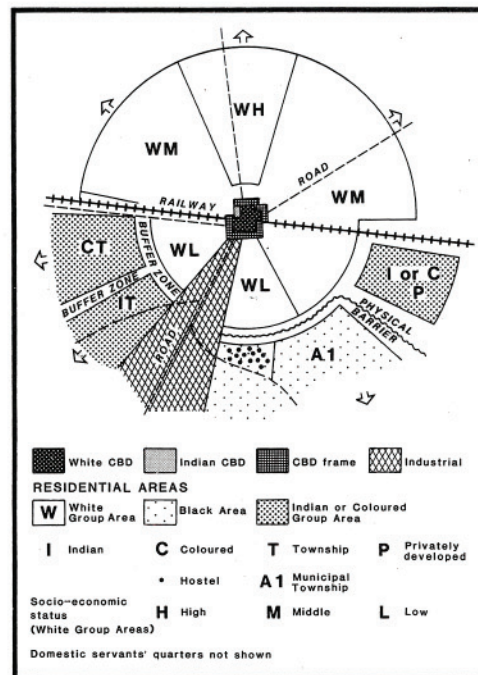 WH
WM
ROAD
WM
RAILWAY
CT
BUFFER ZONE
WL
I or C
P
BUFFER ZONE
IT
WL
ROAD
PHYSICAL
BARRIER
A1
White CBD Indian CBD CBD frame Industrial
RESIDENTIAL AREAS
W White Group Area Black Area Indian or Coloured Group Area
I Indian C Coloured T Township P Privately developed
• Hostel A1 Municipal Township
Socio-economic
status H High M Middle L Low
(White Group Areas)
Domestic servants' quarters not shown